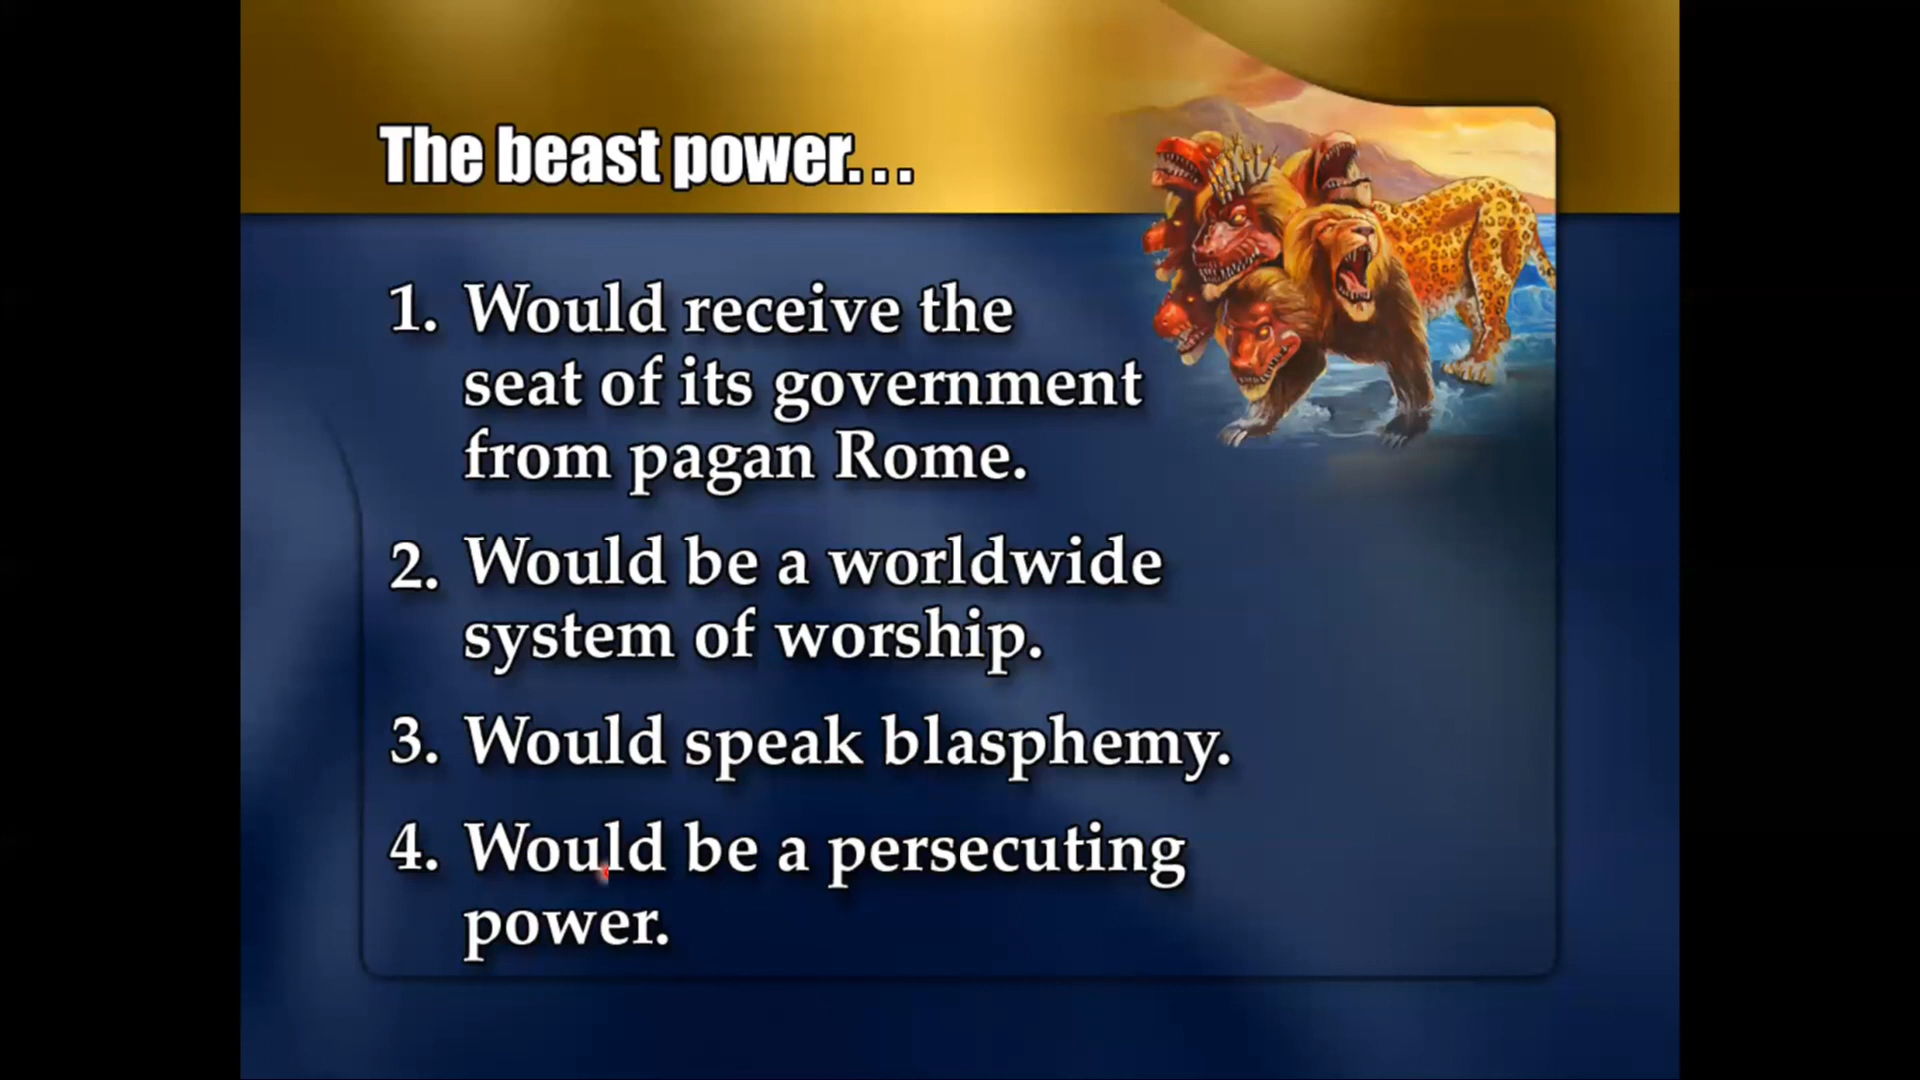 The beast power...
1. Would receive the
seat of its government
from pagan Rome.
2. Would be a worldwide
system of worship.
3. Would speak blasphemy.
4. Would be a persecuting
power.